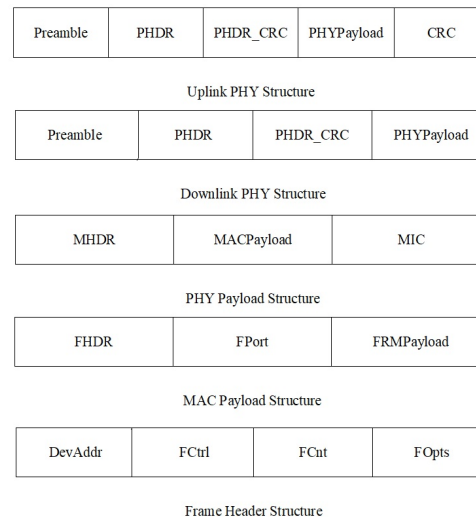 Preamble PHDR PHDR_CRC PHYPayload CRC
Uplink PHY Structure
Preamble PHDR PHDR_CRC PHYPayload
Downlink PHY Structure
MHDR MACPayload MIC
PHY Payload Structure
FHDR FPort FRMPayload
MAC Payload Structure
DevAddr FCtrl FCnt FOpts
Frame Header Structure